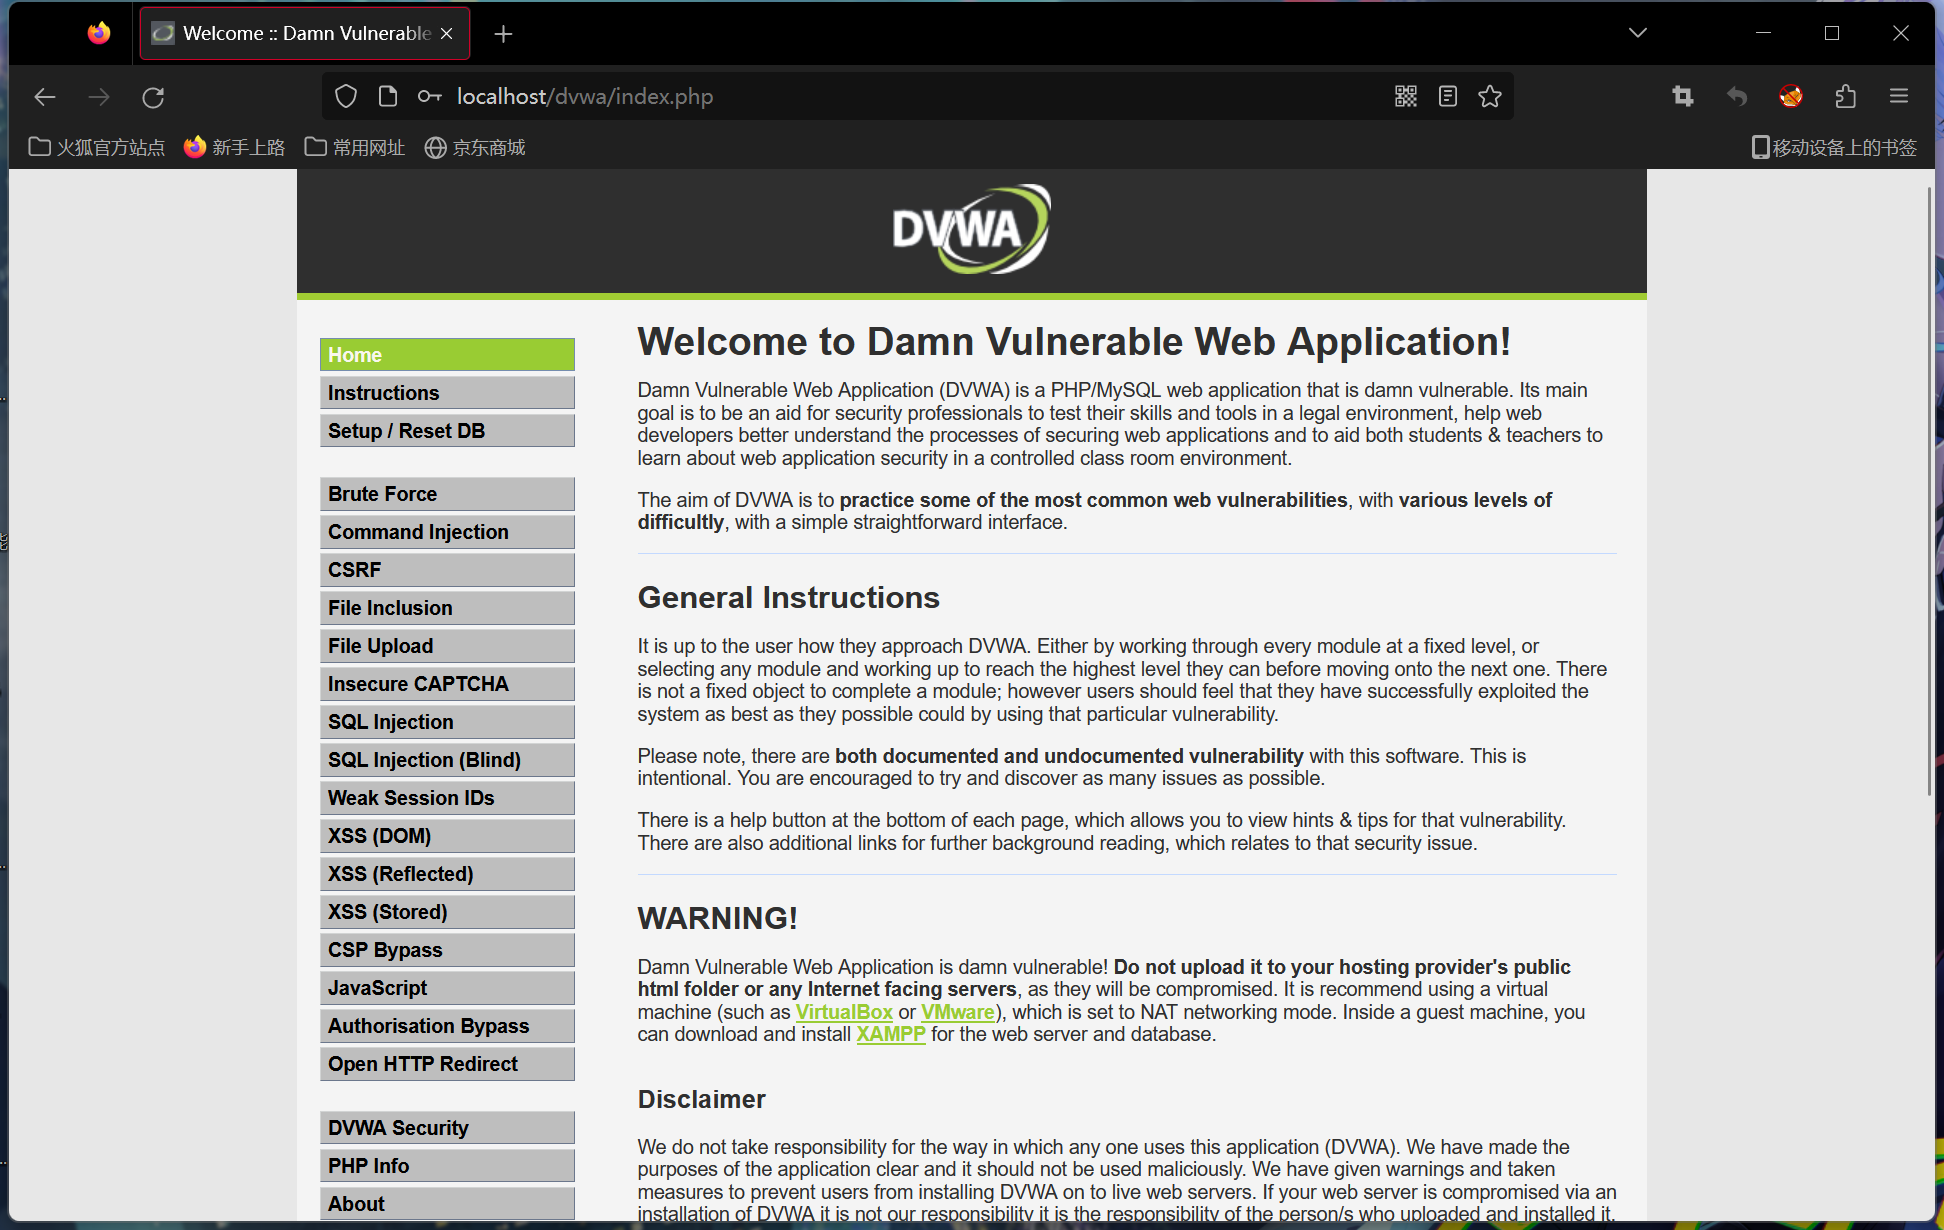 Welcome :: Damn Vulnerable
localhost/dvwa/index.php
火狐官方站点
新手上路
常用网址
京东商城
移动设备上的书签
DVWA
Home
Instructions
Setup / Reset DB
Brute Force
Command Injection
CSRF
File Inclusion
File Upload
Insecure CAPTCHA
SQL Injection
SQL Injection (Blind)
Weak Session IDs
XSS (DOM)
XSS (Reflected)
XSS (Stored)
CSP Bypass
JavaScript
Authorisation Bypass
Open HTTP Redirect
DVWA Security
PHP Info
About
Welcome to Damn Vulnerable Web Application!
Damn Vulnerable Web Application (DVWA) is a PHP/MySQL web application that is damn vulnerable. Its main
goal is to be an aid for security professionals to test their skills and tools in a legal environment, help web
developers better understand the processes of securing web applications and to aid both students & teachers to
learn about web application security in a controlled class room environment.
The aim of DVWA is to practice some of the most common web vulnerabilities, with various levels of
difficultly, with a simple straightforward interface.
General Instructions
It is up to the user how they approach DVWA. Either by working through every module at a fixed level, or
selecting any module and working up to reach the highest level they can before moving onto the next one. There
is not a fixed object to complete a module; however users should feel that they have successfully exploited the
system as best as they possible could by using that particular vulnerability.
Please note, there are both documented and undocumented vulnerability with this software. This is
intentional. You are encouraged to try and discover as many issues as possible.
There is a help button at the bottom of each page, which allows you to view hints & tips for that vulnerability.
There are also additional links for further background reading, which relates to that security issue.
WARNING!
Damn Vulnerable Web Application is damn vulnerable! Do not upload it to your hosting provider's public
html folder or any Internet facing servers, as they will be compromised. It is recommend using a virtual
machine (such as VirtualBox or VMware), which is set to NAT networking mode. Inside a guest machine, you
can download and install XAMPP for the web server and database.
Disclaimer
We do not take responsibility for the way in which any one uses this application (DVWA). We have made the
purposes of the application clear and it should not be used maliciously. We have given warnings and taken
measures to prevent users from installing DVWA on to live web servers. If your web server is compromised via an
installation of DVWA it is not our responsibility it is the responsibility of the person/s who uploaded and installed it.